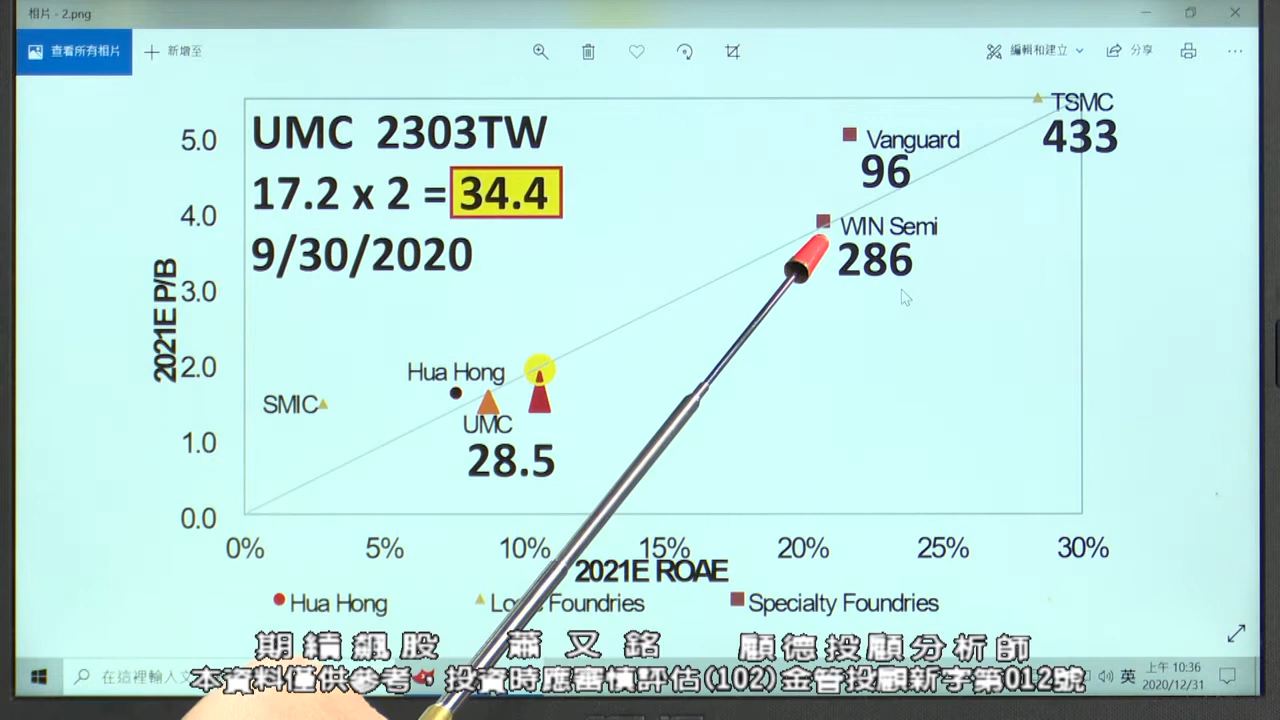 相片 - 2.png
查看所有相片
新增至
編輯和建立
分享
UMC 2303TW
17.2 x 2 = 34.4
9/30/2020
TSMC
433
Vanguard
96
WIN Semi
286
Hua Hong
SMIC
UMC
28.5
2021E P/B
5.0
4.0
3.0
2.0
1.0
0.0
0% 5% 10% 15% 20% 25% 30%
2021E ROAE
Hua Hong
Foundries
Specialty Foundries
期績飆股 蕭又銘 顧德投顧分析師
在這裡輸入
英
上午 10:36
2020/12/31
本資料僅供參考 投資時應審慎評估(102)金管投顧新字第012號